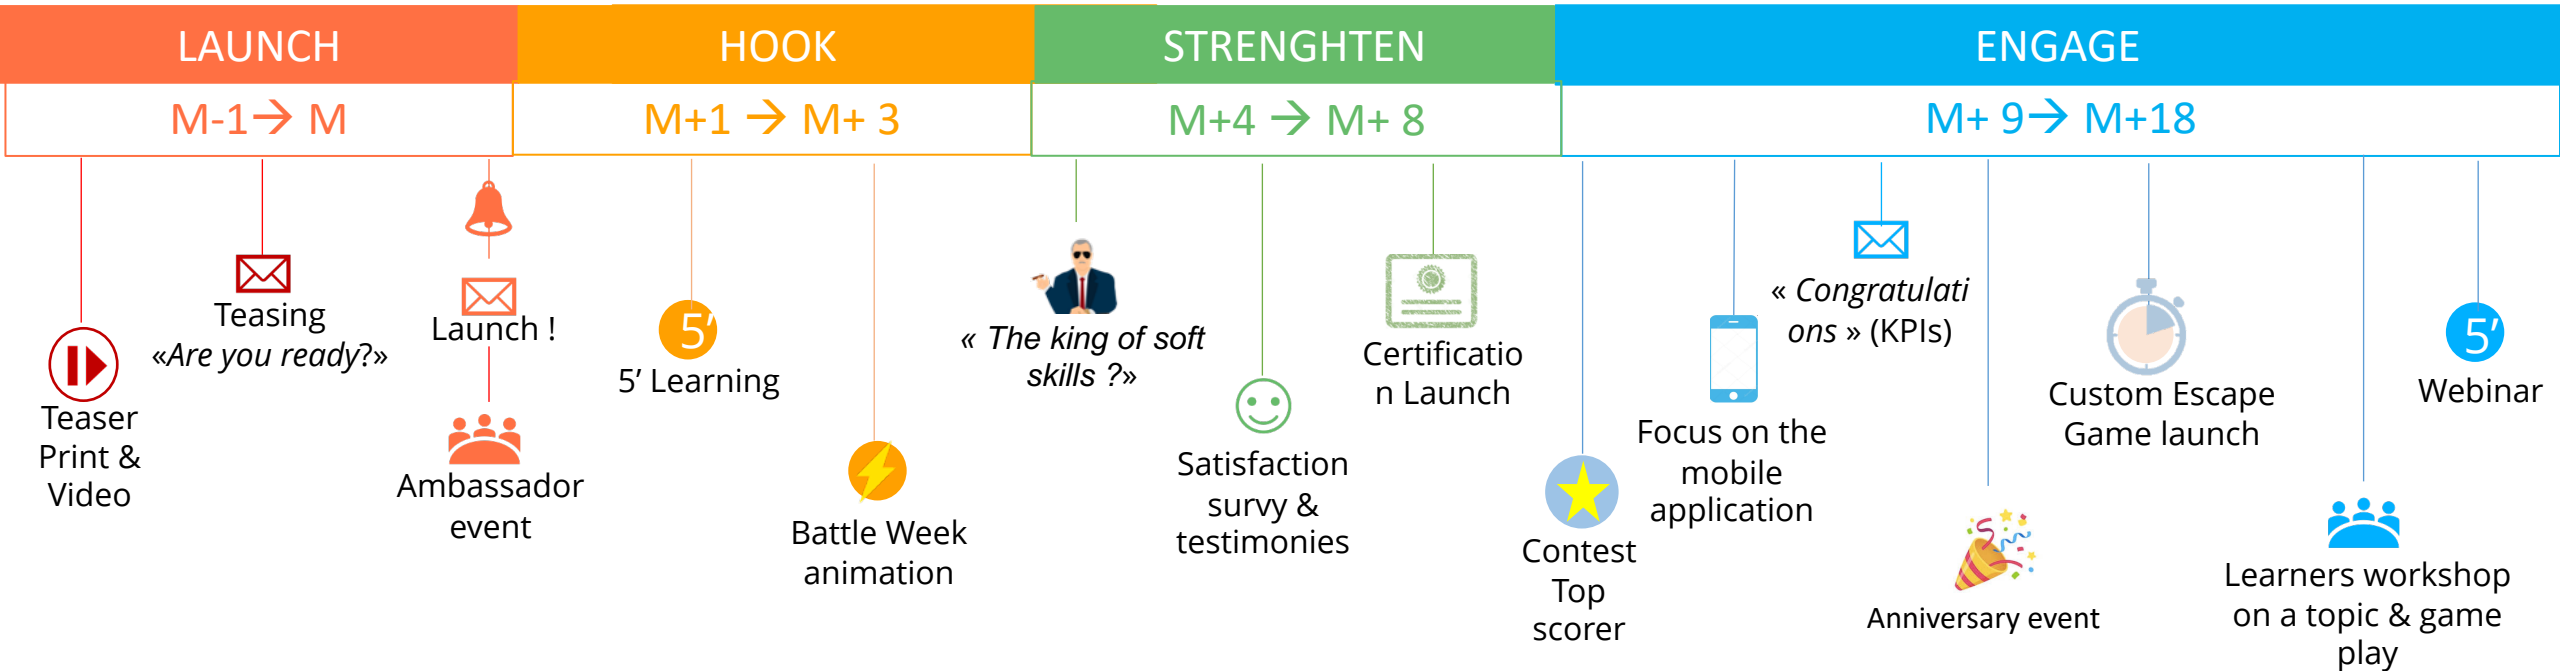 LAUNCH
HOOK
STRENGHTEN
ENGAGE
M-1→ M
M+1 → M+ 3
M+4 → M+ 8
M+ 9→ M+18
Teaser
Print &
Video
Teasing
«Are you ready?»
Launch !
Ambassador
event
5’
5’ Learning
Battle Week
animation
« The king of soft
skills ?»
Satisfaction
survy &
testimonies
Certificatio
n Launch
Contest
Top
scorer
Focus on the
mobile
application
« Congratulati
ons » (KPIs)
Anniversary event
Custom Escape
Game launch
Learners workshop
on a topic & game
play
5’
Webinar